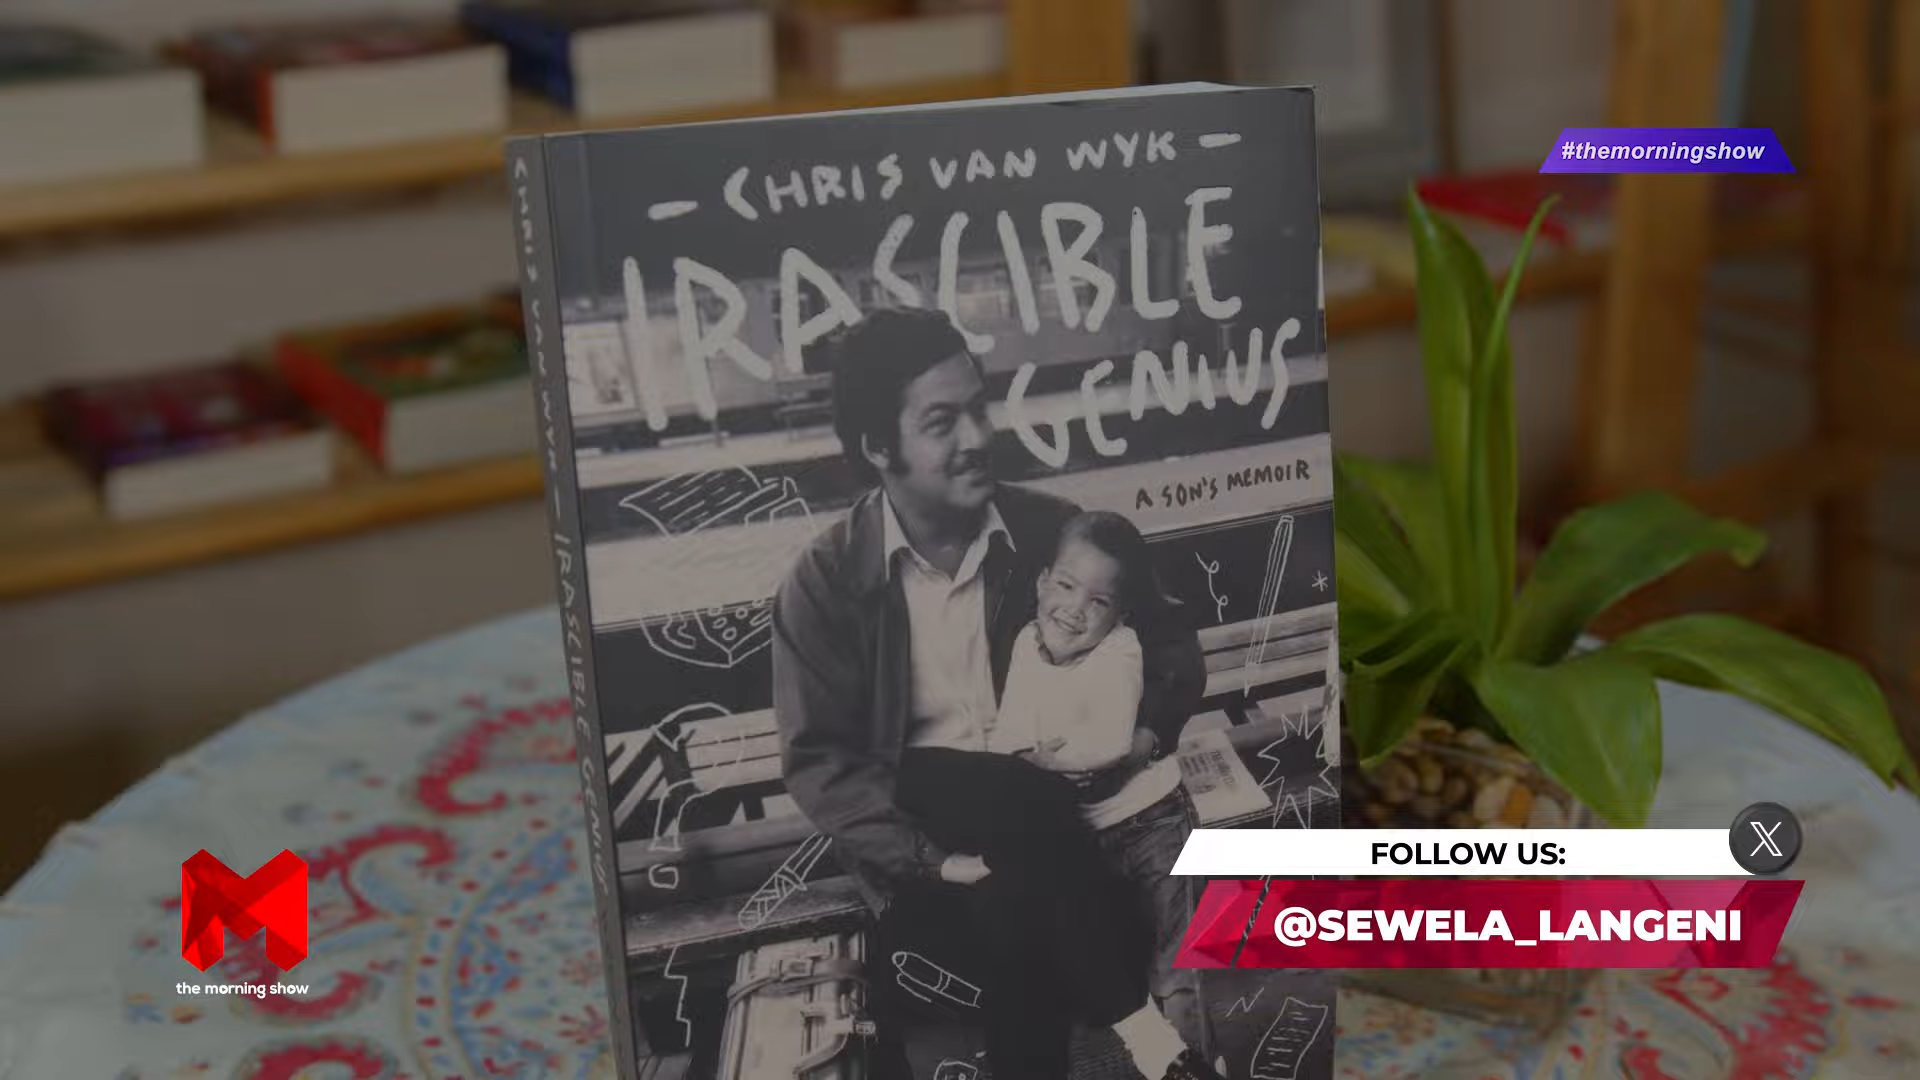 #themorningshow
- CHRIS VAN WYK -
IRASCIBLE
GENIUS
A SON'S MEMOIR
CHRIS VAN WYK - IRASCIBLE GENIUS
FOLLOW US:
X
@SEWELA_LANGENI
M
the morning show